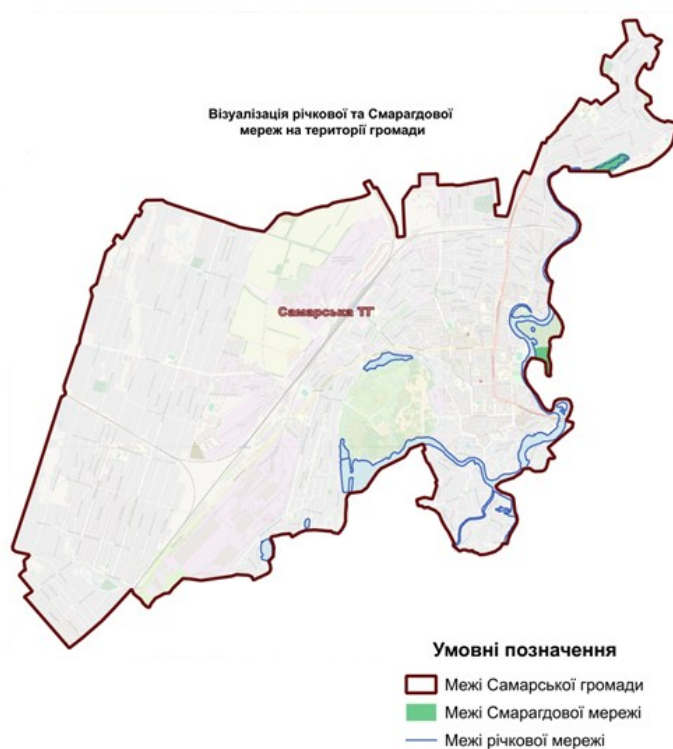 Візуалізація річкової та Смарагдової
мереж на території громади
Самарська ТГ
Умовні позначення
Межі Самарської громади
Межі Смарагдової мережі
Межі річкової мережі